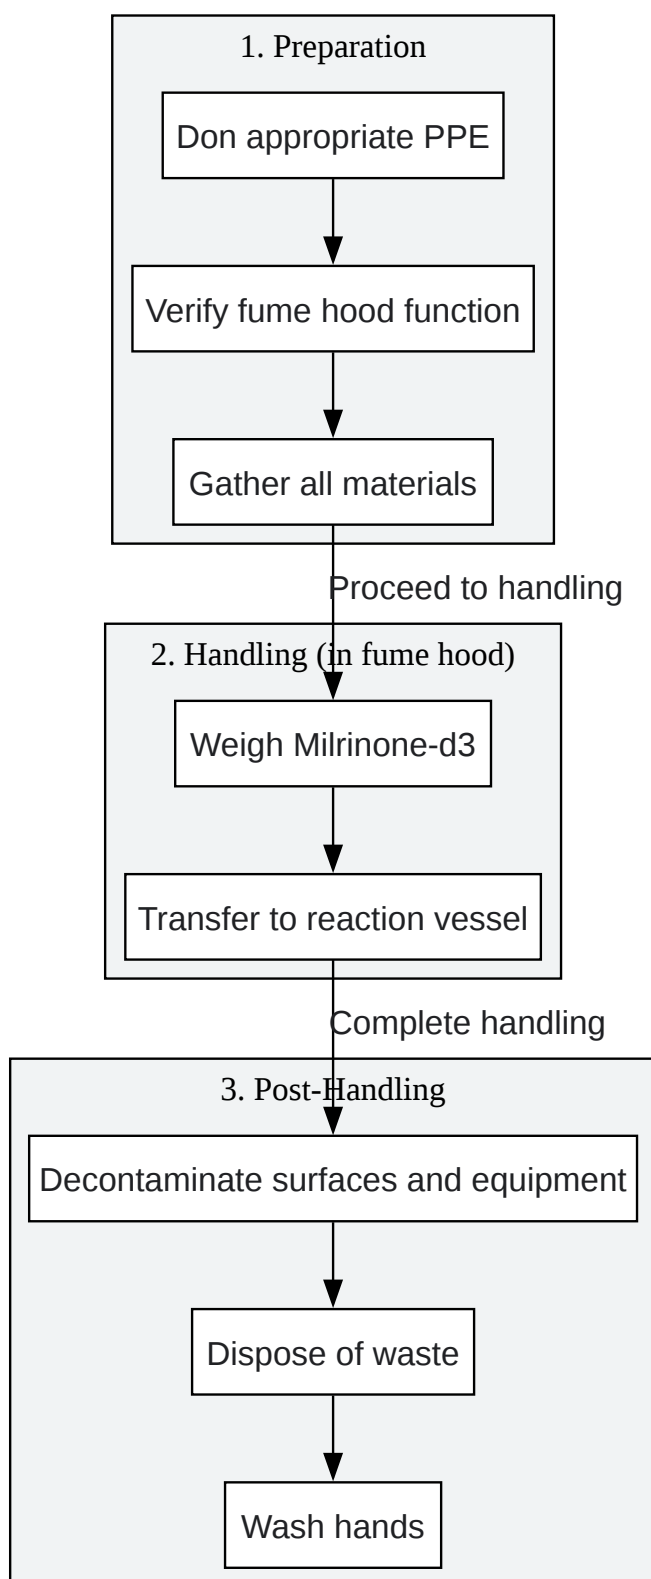 1. Preparation
Don appropriate PPE
Verify fume hood function
Gather all materials
Proceed to handling
2. Handling (in fume hood)
Weigh Milrinone-d3
Transfer to reaction vessel
Complete handling
3. Post-Handling
Decontaminate surfaces and equipment
Dispose of waste
Wash hands